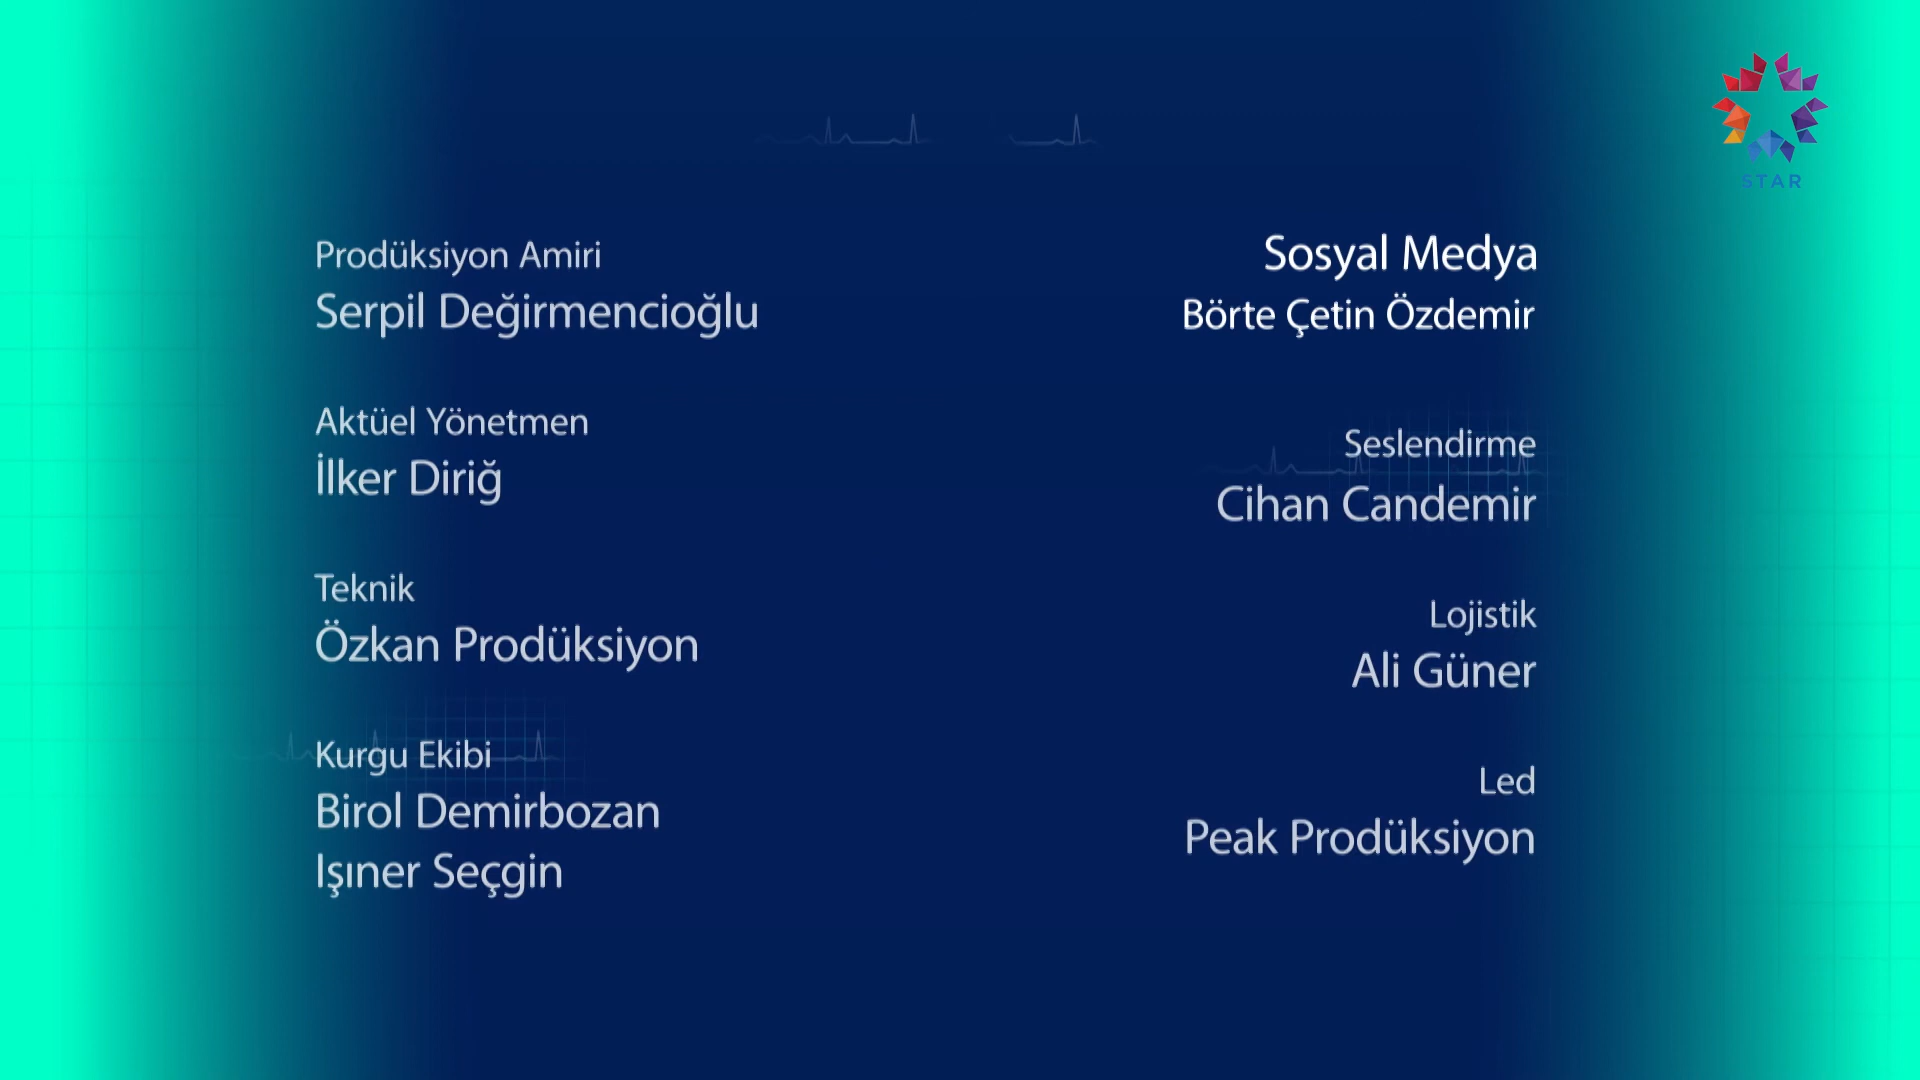 STAR
Prodüksiyon Amiri
Serpil Değirmencioğlu
Aktüel Yönetmen
İlker Diriğ
Teknik
Özkan Prodüksiyon
Kurgu Ekibi
Birol Demirbozan
Işıner Seçgin
Sosyal Medya
Börte Çetin Özdemir
Seslendirme
Cihan Candemir
Lojistik
Ali Güner
Led
Peak Prodüksiyon